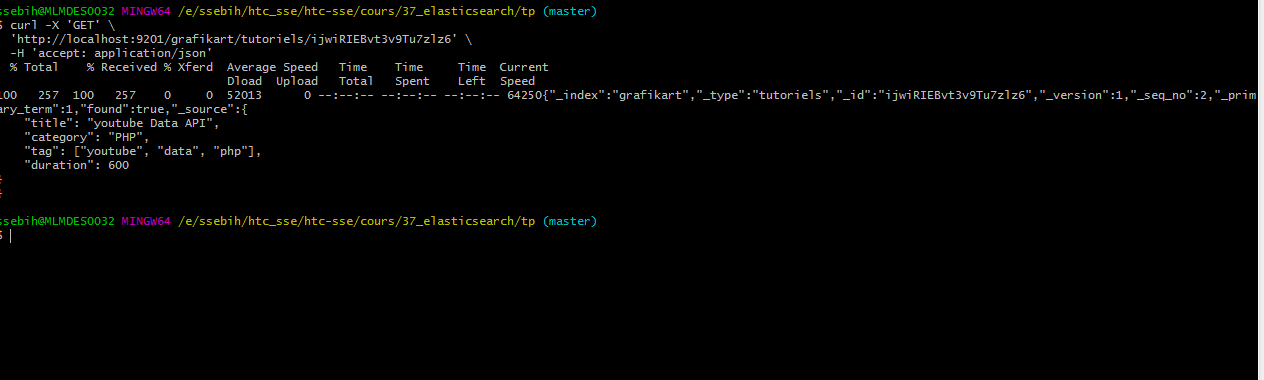 ssebih@MLMDES0032 MINGW64 /e/ssebih/htc_sse/htc-sse/cours/37_elasticsearch/tp (master)
$ curl -X 'GET' \
  'http://localhost:9201/grafikart/tutoriels/ijwiRIEBvt3v9Tu7zlz6' \
  -H 'accept: application/json'
  % Total    % Received % Xferd  Average Speed   Time    Time     Time  Current
                                 Dload  Upload   Total   Spent    Left  Speed
100   257  100   257    0     0  52013      0 --:--:-- --:--:-- --:--:-- 64250{"_index":"grafikart","_type":"tutoriels","_id":"ijwiRIEBvt3v9Tu7zlz6","_version":1,"_seq_no":2,"_prim
ary_term":1,"found":true,"_source":{
    "title": "youtube Data API",
    "category": "PHP",
    "tag": ["youtube", "data", "php"],
    "duration": 600
}
}
ssebih@MLMDES0032 MINGW64 /e/ssebih/htc_sse/htc-sse/cours/37_elasticsearch/tp (master)
$